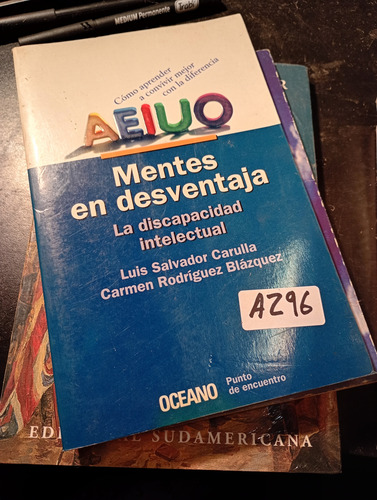 MEDIUM Permanente
Cómo aprender
a convivir mejor
con la diferencia
AEIUO
Mentes
en desventaja
La discapacidad
intelectual
Luis Salvador Carulla
Carmen Rodríguez Blázquez
AZ96
OCEANO
Punto
de encuentro
SUDAMERICANA